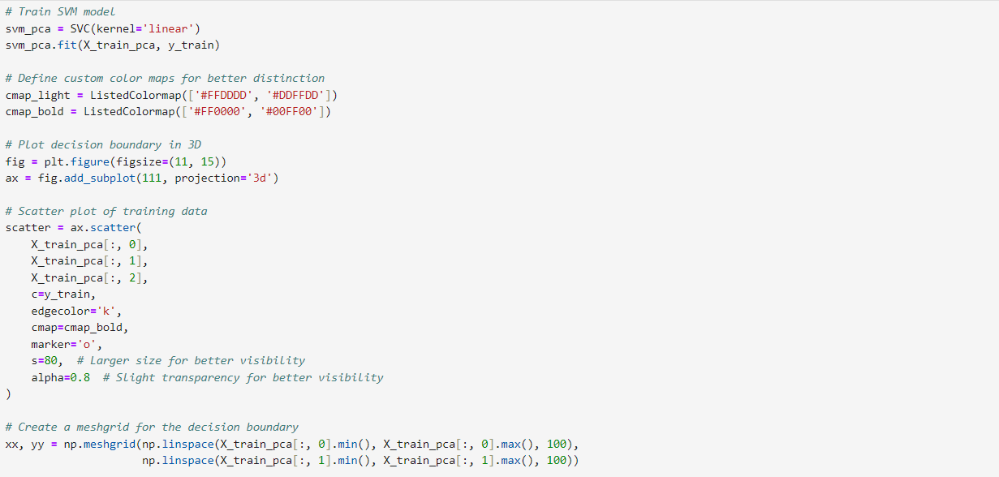 # Train SVM model
svm_pca = SVC(kernel='linear')
svm_pca.fit(X_train_pca, y_train)

# Define custom color maps for better distinction
cmap_light = ListedColormap(['#FFDDDD', '#DDFFDD'])
cmap_bold = ListedColormap(['#FF0000', '#00FF00'])

# Plot decision boundary in 3D
fig = plt.figure(figsize=(11, 15))
ax = fig.add_subplot(111, projection='3d')

# Scatter plot of training data
scatter = ax.scatter(
    X_train_pca[:, 0],
    X_train_pca[:, 1],
    X_train_pca[:, 2],
    c=y_train,
    edgecolor='k',
    cmap=cmap_bold,
    marker='o',
    s=80,  # Larger size for better visibility
    alpha=0.8  # Slight transparency for better visibility
)

# Create a meshgrid for the decision boundary
xx, yy = np.meshgrid(np.linspace(X_train_pca[:, 0].min(), X_train_pca[:, 0].max(), 100),
                     np.linspace(X_train_pca[:, 1].min(), X_train_pca[:, 1].max(), 100))